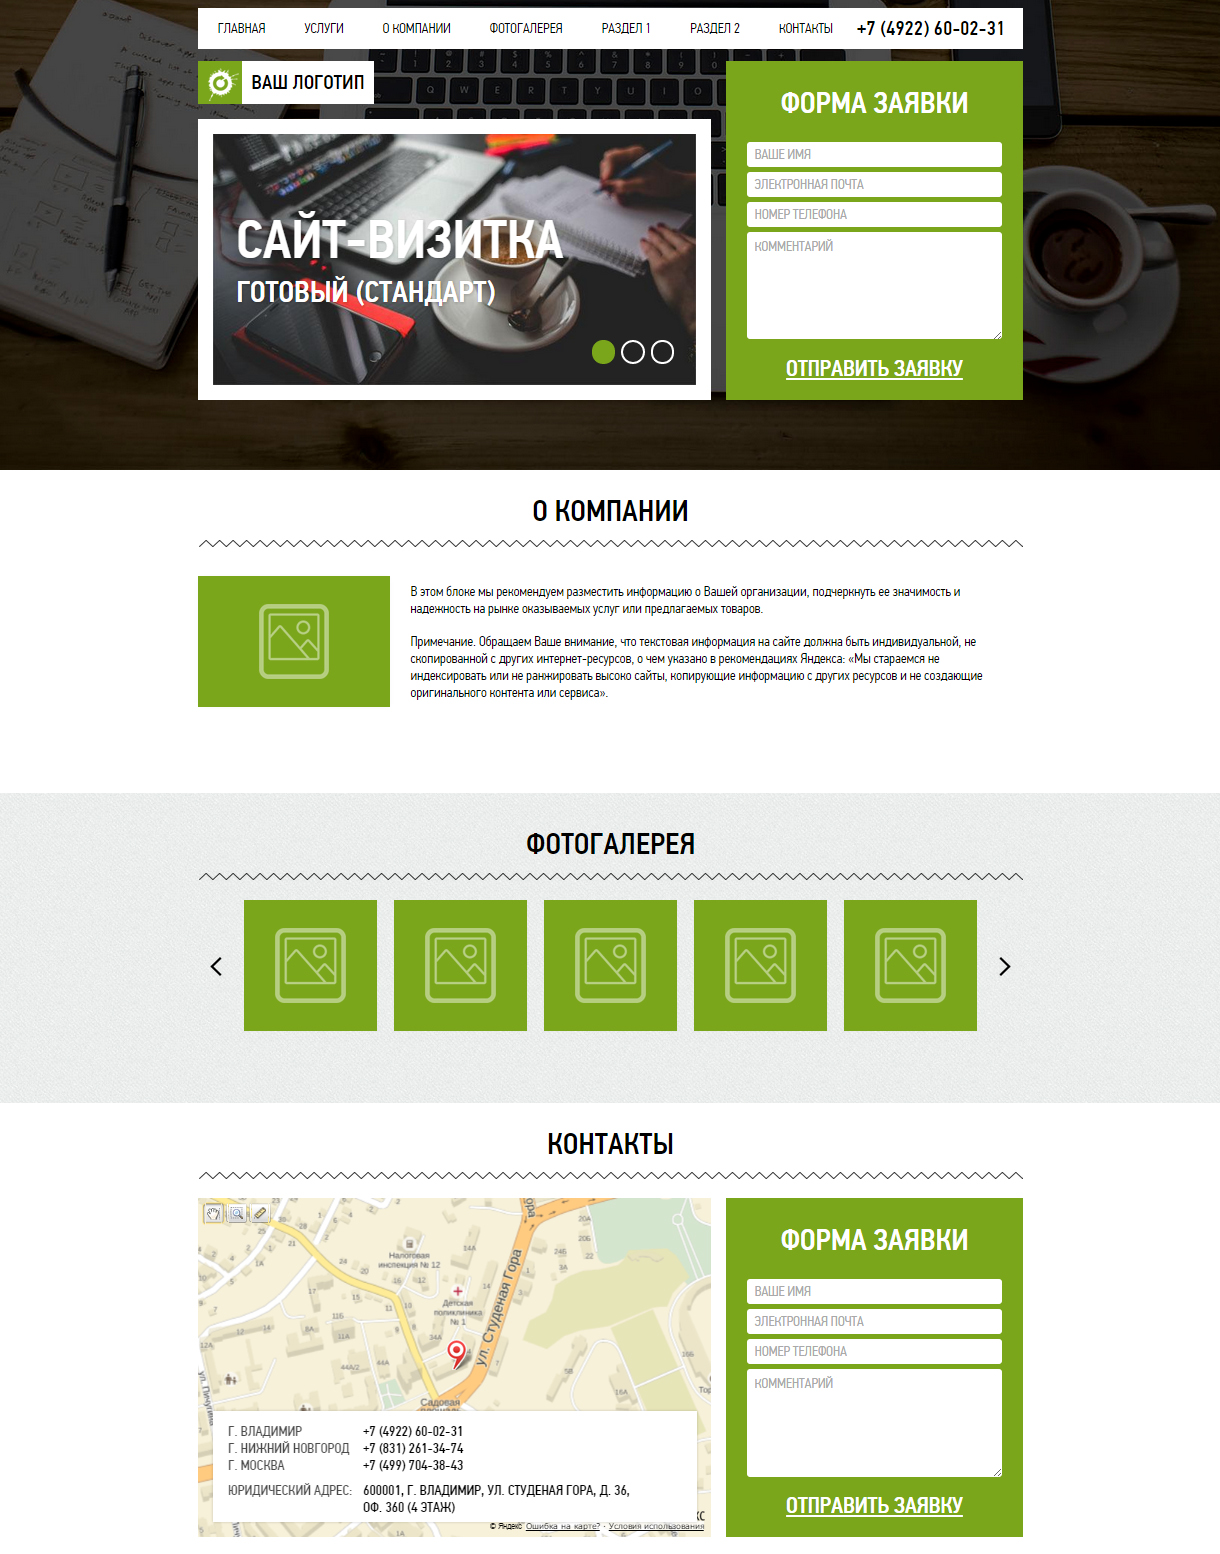 ГЛАВНАЯ УСЛУГИ О КОМПАНИИ ФОТОГАЛЕРЕЯ РАЗДЕЛ 1 РАЗДЕЛ 2 КОНТАКТЫ +7 (4922) 60-02-31
ВАШ ЛОГОТИП
САЙТ-ВИЗИТКА
ГОТОВЫЙ (СТАНДАРТ)
ФОРМА ЗАЯВКИ
ВАШЕ ИМЯ
ЭЛЕКТРОННАЯ ПОЧТА
НОМЕР ТЕЛЕФОНА
КОММЕНТАРИЙ
ОТПРАВИТЬ ЗАЯВКУ
О КОМПАНИИ
В этом блоке мы рекомендуем разместить информацию о Вашей организации, подчеркнуть ее значимость и
надежность на рынке оказываемых услуг или предлагаемых товаров.
Примечание. Обращаем Ваше внимание, что текстовая информация на сайте должна быть индивидуальной, не
скопированной с других интернет-ресурсов, о чем указано в рекомендациях Яндекса: «Мы стараемся не
индексировать или не ранжировать высоко сайты, копирующие информацию с других ресурсов и не создающие
оригинального контента или сервиса».
ФОТОГАЛЕРЕЯ
КОНТАКТЫ
Налоговая
инспекция № 12
Детская
поликлиника
№ 1
ул. Студеная Гора
ул. Пичугина
Садовая
Г. ВЛАДИМИР +7 (4922) 60-02-31
Г. НИЖНИЙ НОВГОРОД +7 (831) 261-34-74
Г. МОСКВА +7 (499) 704-38-43
ЮРИДИЧЕСКИЙ АДРЕС: 600001, Г. ВЛАДИМИР, УЛ. СТУДЕНАЯ ГОРА, Д. 36,
ОФ. 360 (4 ЭТАЖ)
© Яндекс Ошибка на карте? · Условия использования
ФОРМА ЗАЯВКИ
ВАШЕ ИМЯ
ЭЛЕКТРОННАЯ ПОЧТА
НОМЕР ТЕЛЕФОНА
КОММЕНТАРИЙ
ОТПРАВИТЬ ЗАЯВКУ